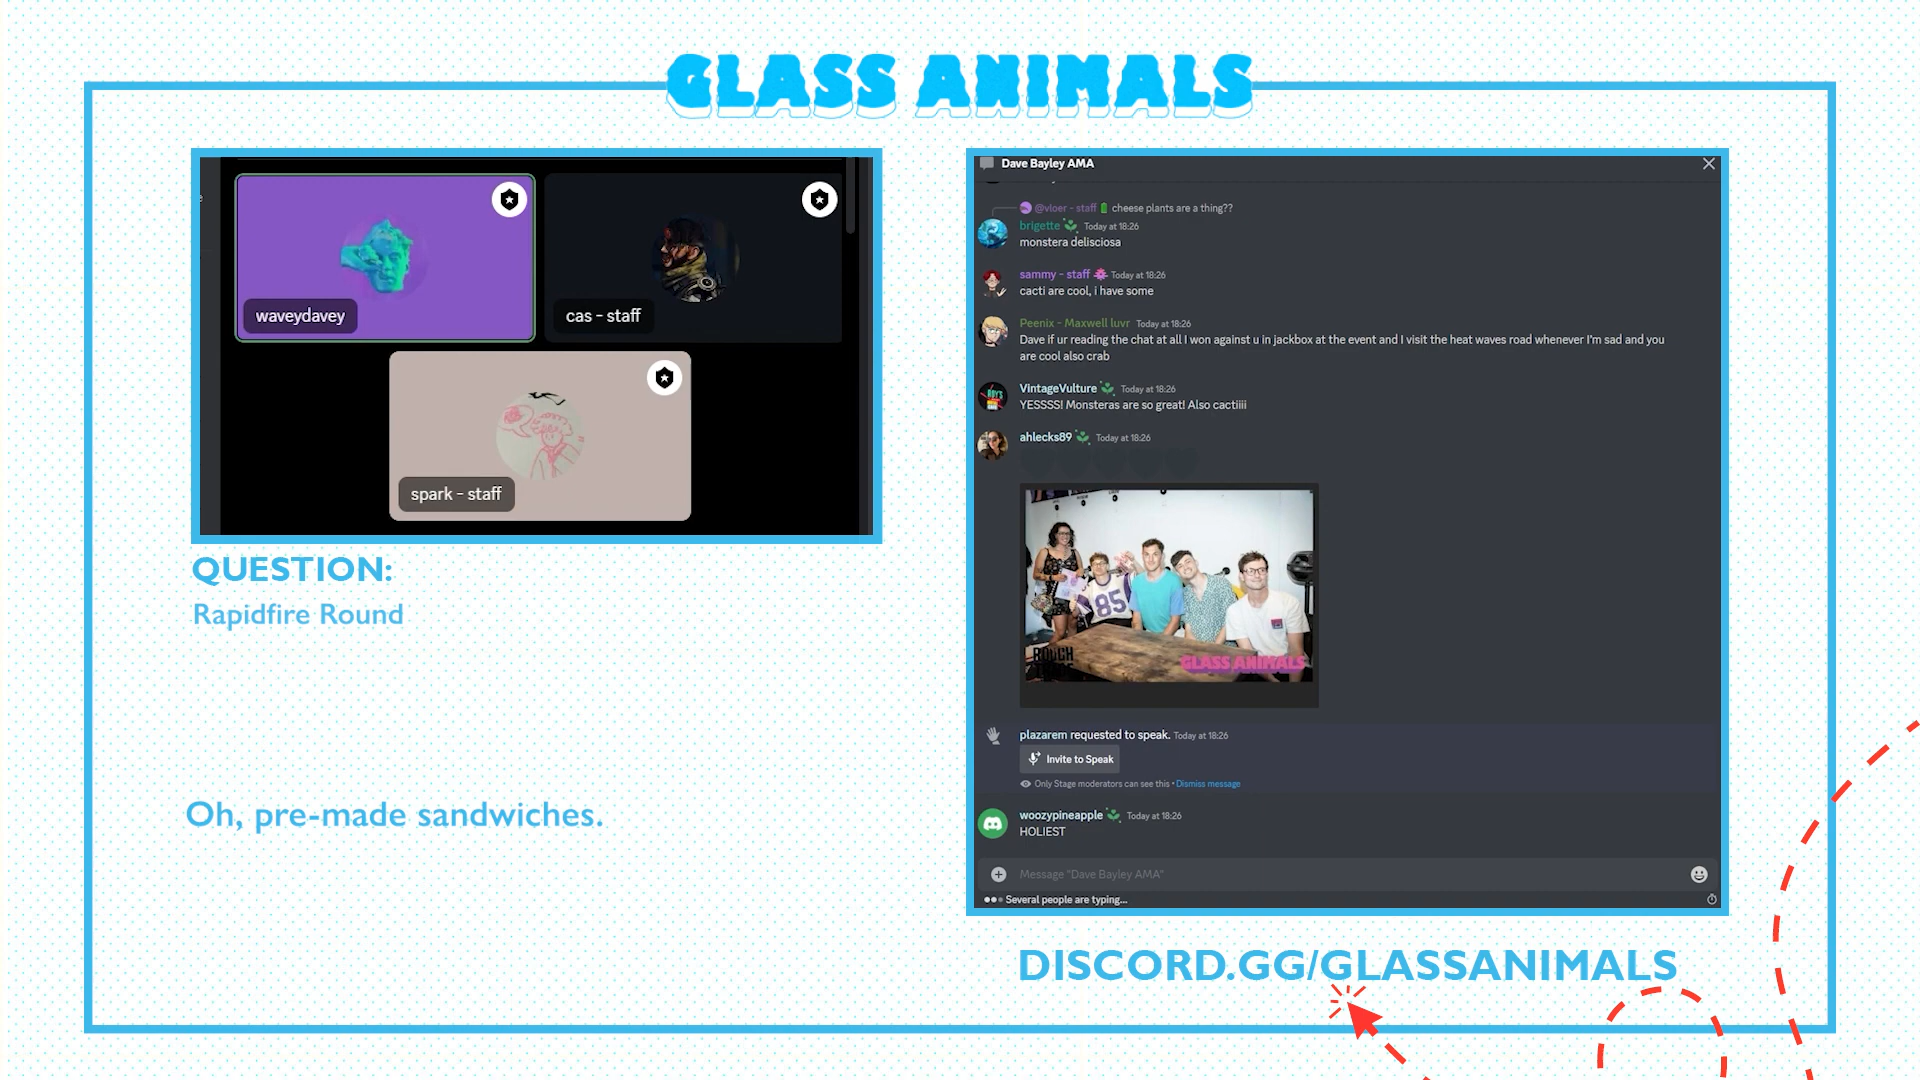 GLASS ANIMALS
waveydavey
cas - staff
spark - staff
QUESTION:
Rapidfire Round
Oh, pre-made sandwiches.
Dave Bayley AMA
@vloer - staff cheese plants are a thing??
brigette Today at 18:26
monstera delisciosa
sammy - staff Today at 18:26
cacti are cool, i have some
Peenix - Maxwell luvr Today at 18:26
Dave if ur reading the chat at all I won against u in jackbox at the event and I visit the heat waves road whenever I'm sad and you
are cool also crab
VintageVulture Today at 18:26
YESSSS! Monsteras are so great! Also cactiiii
ahlecks89 Today at 18:26
85
ROUGH
GLASS ANIMALS
plazarem requested to speak. Today at 18:26
Invite to Speak
Only Stage moderators can see this • Dismiss message
woozypineapple Today at 18:26
HOLIEST
Message "Dave Bayley AMA"
Several people are typing...
DISCORD.GG/GLASSANIMALS